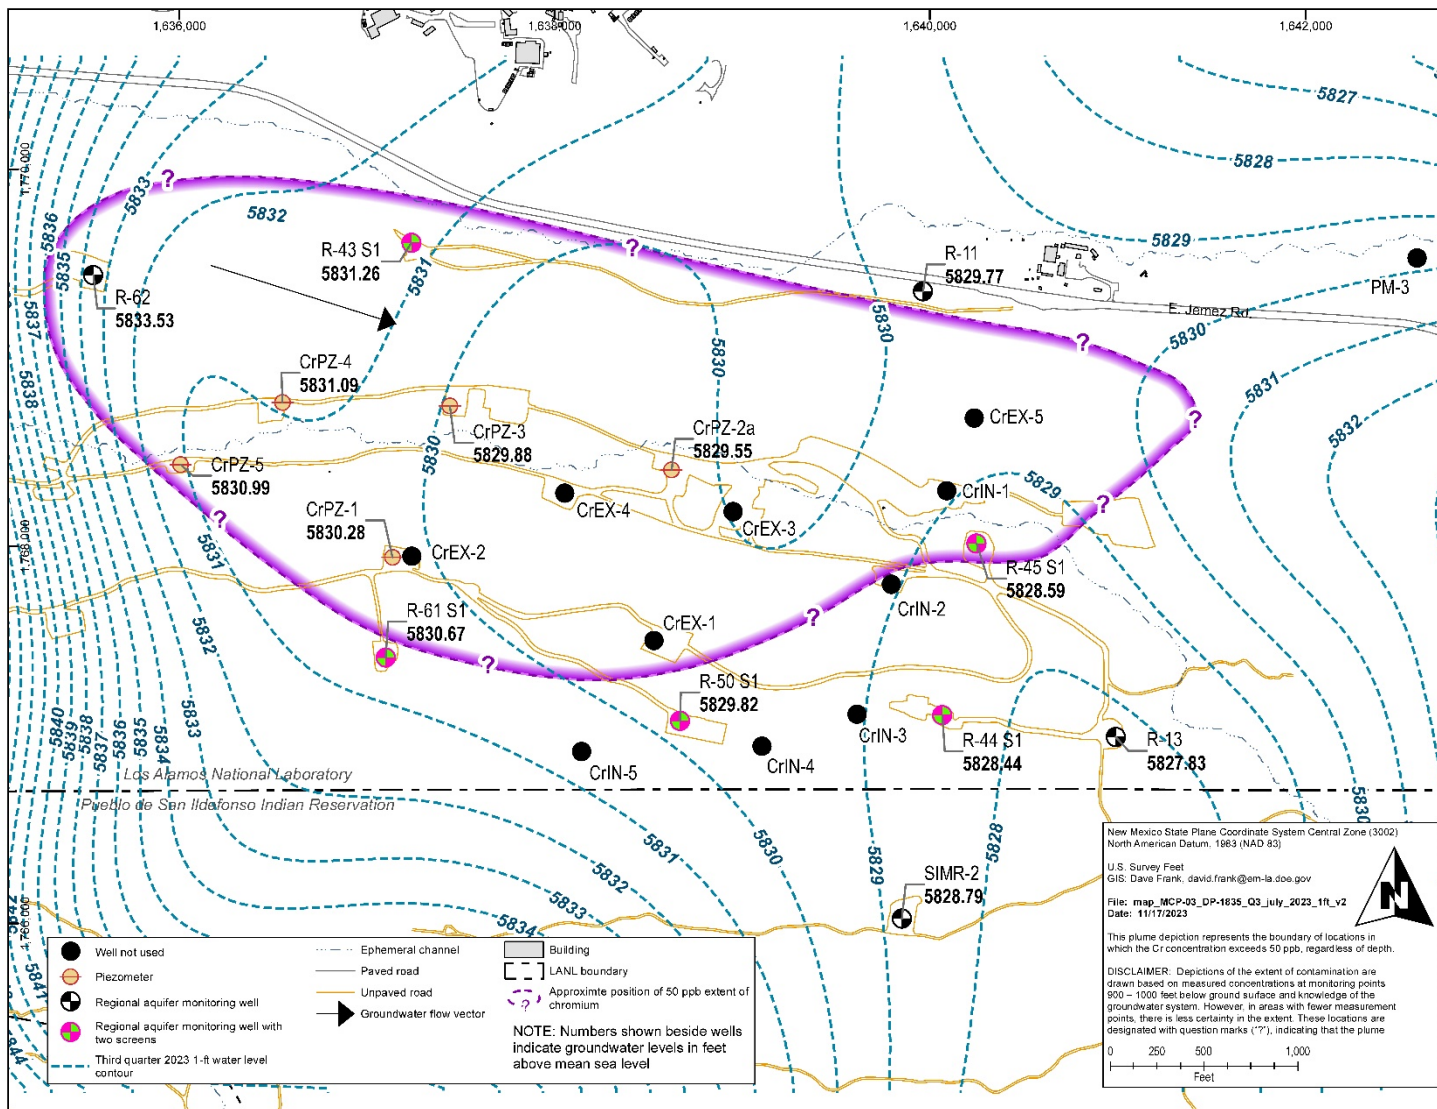 1,636,000
1,638,000
1,640,000
1,642,000
1,770,000
1,768,000
1,766,000
5827
5828
5829
5833
5832
5836
5835
5837
5838
5831
5830
5830
5830
5830
5831
5832
5829
5831
5832
5833
5834
5835
5836
5837
5838
5839
5840
5831
5832
5833
5834
5830
5829
5828
5830
5842
5841
5844
?
?
?
?
?
?
?
?
R-43 S1
5831.26
R-62
5833.53
R-11
5829.77
PM-3
E. Jemez Rd.
CrPZ-4
5831.09
CrPZ-3
5829.88
CrPZ-2a
5829.55
CrEX-5
CrPZ-5
5830.99
CrEX-4
CrEX-3
CrIN-1
CrPZ-1
5830.28
CrEX-2
R-45 S1
5828.59
CrIN-2
R-61 S1
5830.67
CrEX-1
R-50 S1
5829.82
CrIN-3
R-44 S1
5828.44
R-13
5827.83
CrIN-5
CrIN-4
Los Alamos National Laboratory
Pueblo de San Ildefonso Indian Reservation
SIMR-2
5828.79
Well not used
Piezometer
Regional aquifer monitoring well
Regional aquifer monitoring well with
two screens
Third quarter 2023 1-ft water level
contour
Ephemeral channel
Paved road
Unpaved road
Groundwater flow vector
Building
LANL boundary
Approximte position of 50 ppb extent of
chromium
?
NOTE: Numbers shown beside wells
indicate groundwater levels in feet
above mean sea level
New Mexico State Plane Coordinate System Central Zone (3002)
North American Datum, 1983 (NAD 83)
U.S. Survey Feet
GIS: Dave Frank, david.frank@em-la.doe.gov
File: map_MCP-03_DP-1835_Q3_july_2023_1ft_v2
Date: 11/17/2023
N
This plume depiction represents the boundary of locations in
which the Cr concentration exceeds 50 ppb, regardless of depth.
DISCLAIMER: Depictions of the extent of contamination are
drawn based on measured concentrations at monitoring points
900 – 1000 feet below ground surface and knowledge of the
groundwater system. However, in areas with fewer measurement
points, there is less certainty in the extent. These locations are
designated with question marks ("?"), indicating that the plume
0 250 500 1,000
Feet